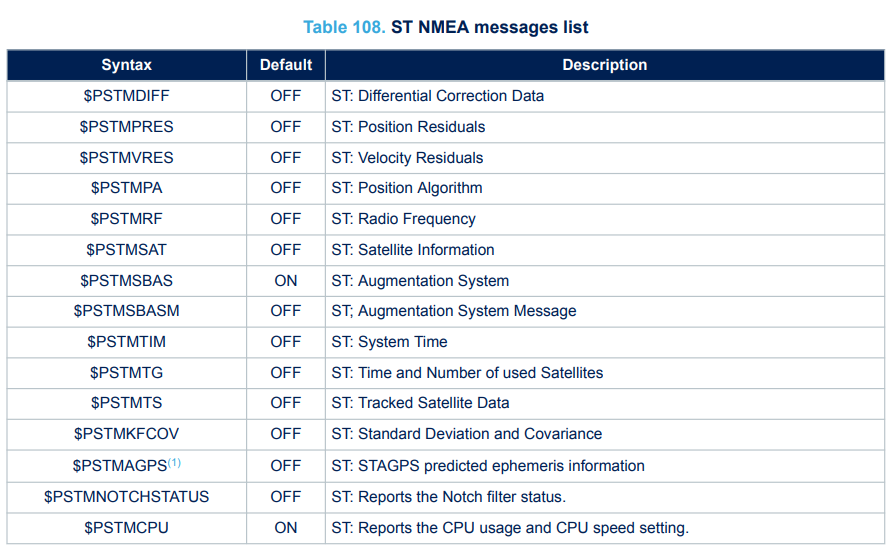 Table 108. ST NMEA messages list
Syntax Default Description
$PSTMDIFF OFF ST: Differential Correction Data
$PSTMPRES OFF ST: Position Residuals
$PSTMVRES OFF ST: Velocity Residuals
$PSTMPA OFF ST: Position Algorithm
$PSTMRF OFF ST: Radio Frequency
$PSTMSAT OFF ST: Satellite Information
$PSTMSBAS ON ST: Augmentation System
$PSTMSBASM OFF ST; Augmentation System Message
$PSTMTIM OFF ST: System Time
$PSTMTG OFF ST: Time and Number of used Satellites
$PSTMTS OFF ST: Tracked Satellite Data
$PSTMKFCOV OFF ST: Standard Deviation and Covariance
$PSTMAGPS(1) OFF ST: STAGPS predicted ephemeris information
$PSTMNOTCHSTATUS OFF ST: Reports the Notch filter status.
$PSTMCPU ON ST: Reports the CPU usage and CPU speed setting.